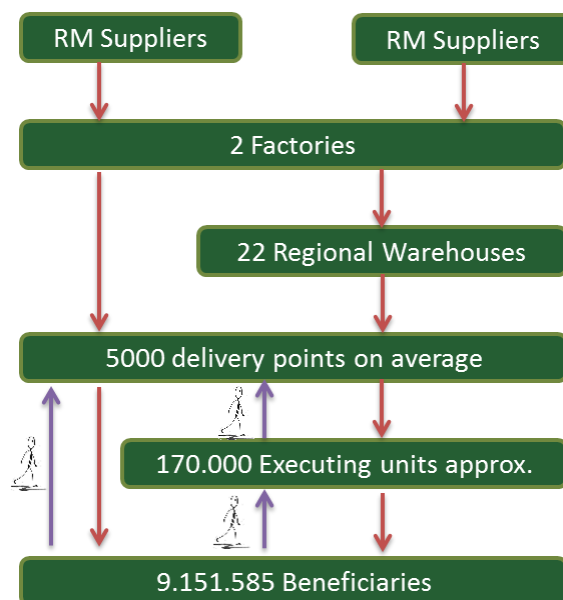 RM Suppliers
RM Suppliers
2 Factories
22 Regional Warehouses
5000 delivery points on average
170.000 Executing units approx.
9.151.585 Beneficiaries